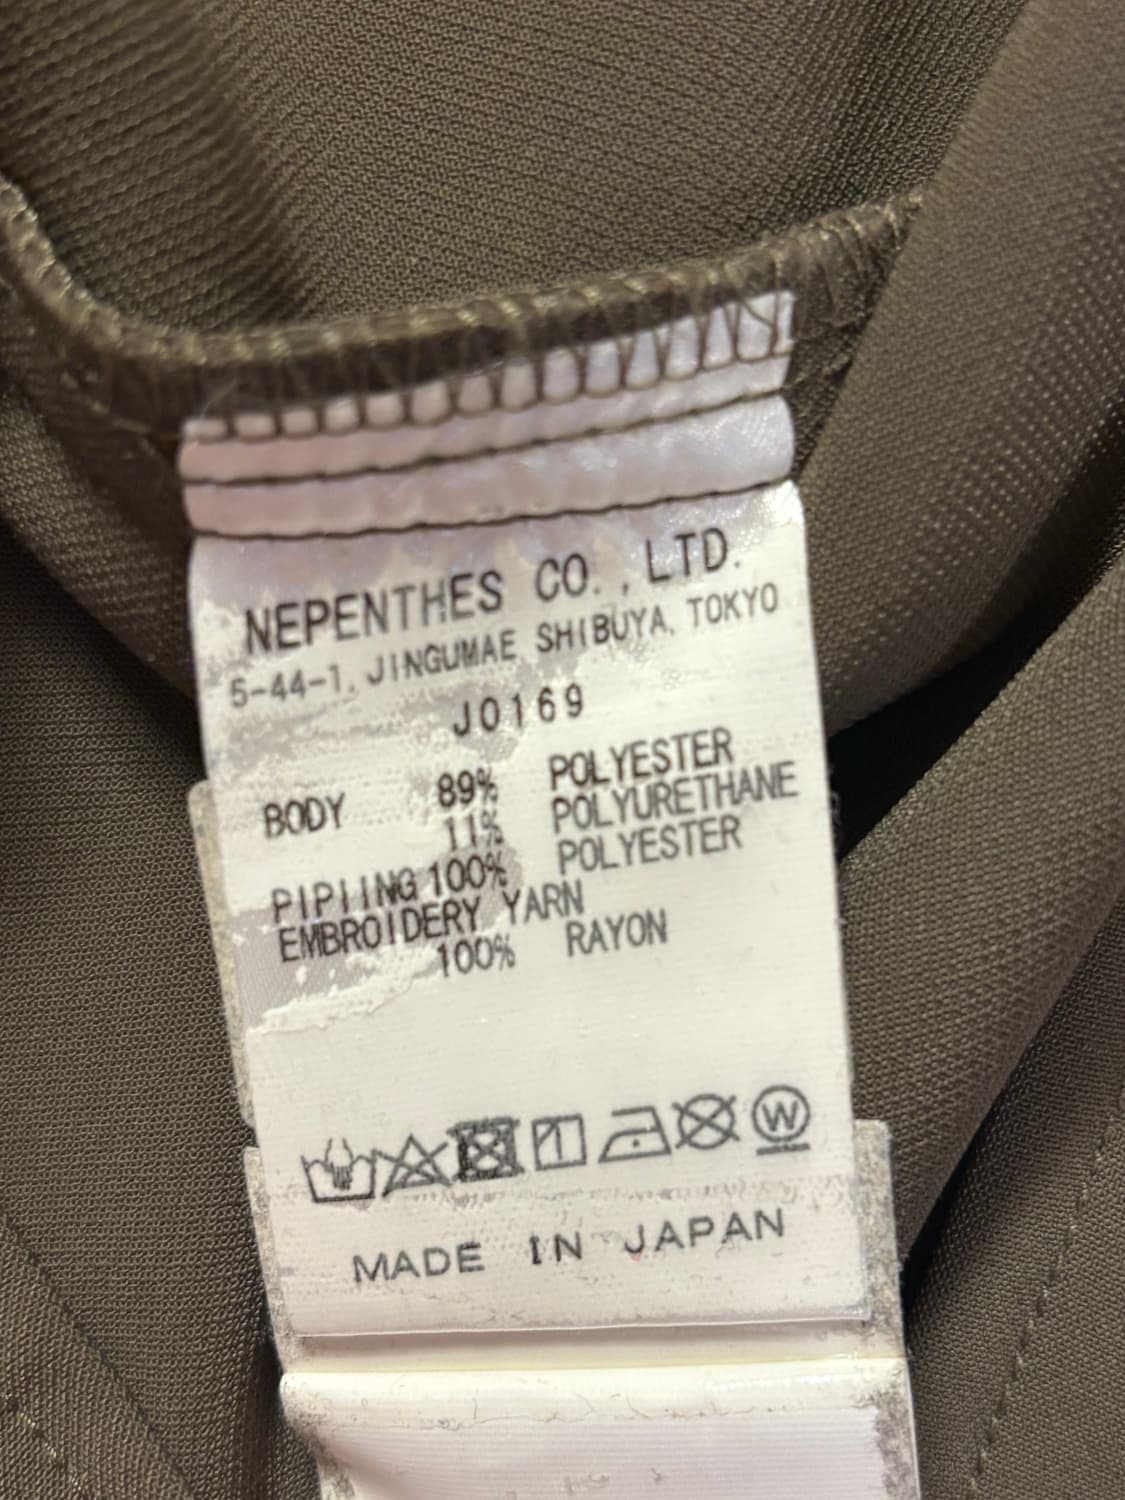 NEPENTHES CO., LTD.
5-44-1, JINGUMAE SHIBUYA, TOKYO
J0169
BODY 89% POLYESTER
11% POLYURETHANE
PIPIING 100% POLYESTER
EMBROIDERY YARN
100% RAYON
W
MADE IN JAPAN